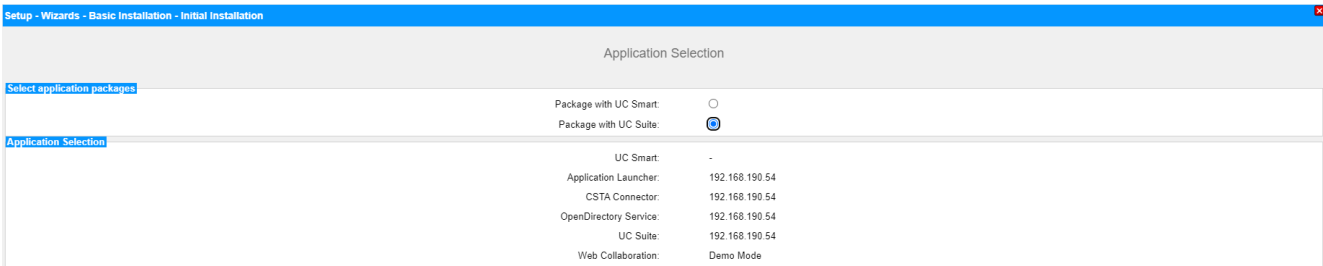 Setup - Wizards - Basic Installation - Initial Installation
Application Selection
Select application packages
Package with UC Smart:
Package with UC Suite:
Application Selection
UC Smart: -
Application Launcher: 192.168.190.54
CSTA Connector: 192.168.190.54
OpenDirectory Service: 192.168.190.54
UC Suite: 192.168.190.54
Web Collaboration: Demo Mode